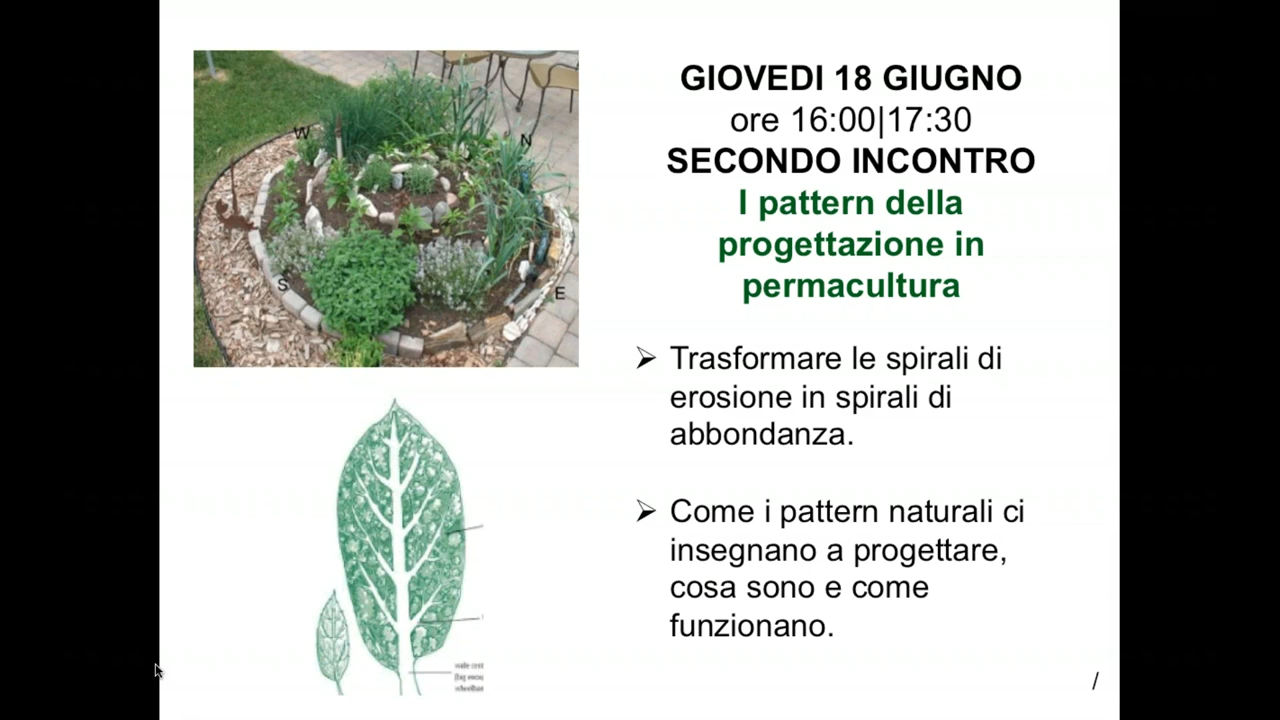 GIOVEDI 18 GIUGNO
ore 16:00|17:30
SECONDO INCONTRO
I pattern della
progettazione in
permacultura
W
N
S
E
Trasformare le spirali di
erosione in spirali di
abbondanza.
Come i pattern naturali ci
insegnano a progettare,
cosa sono e come
funzionano.
/